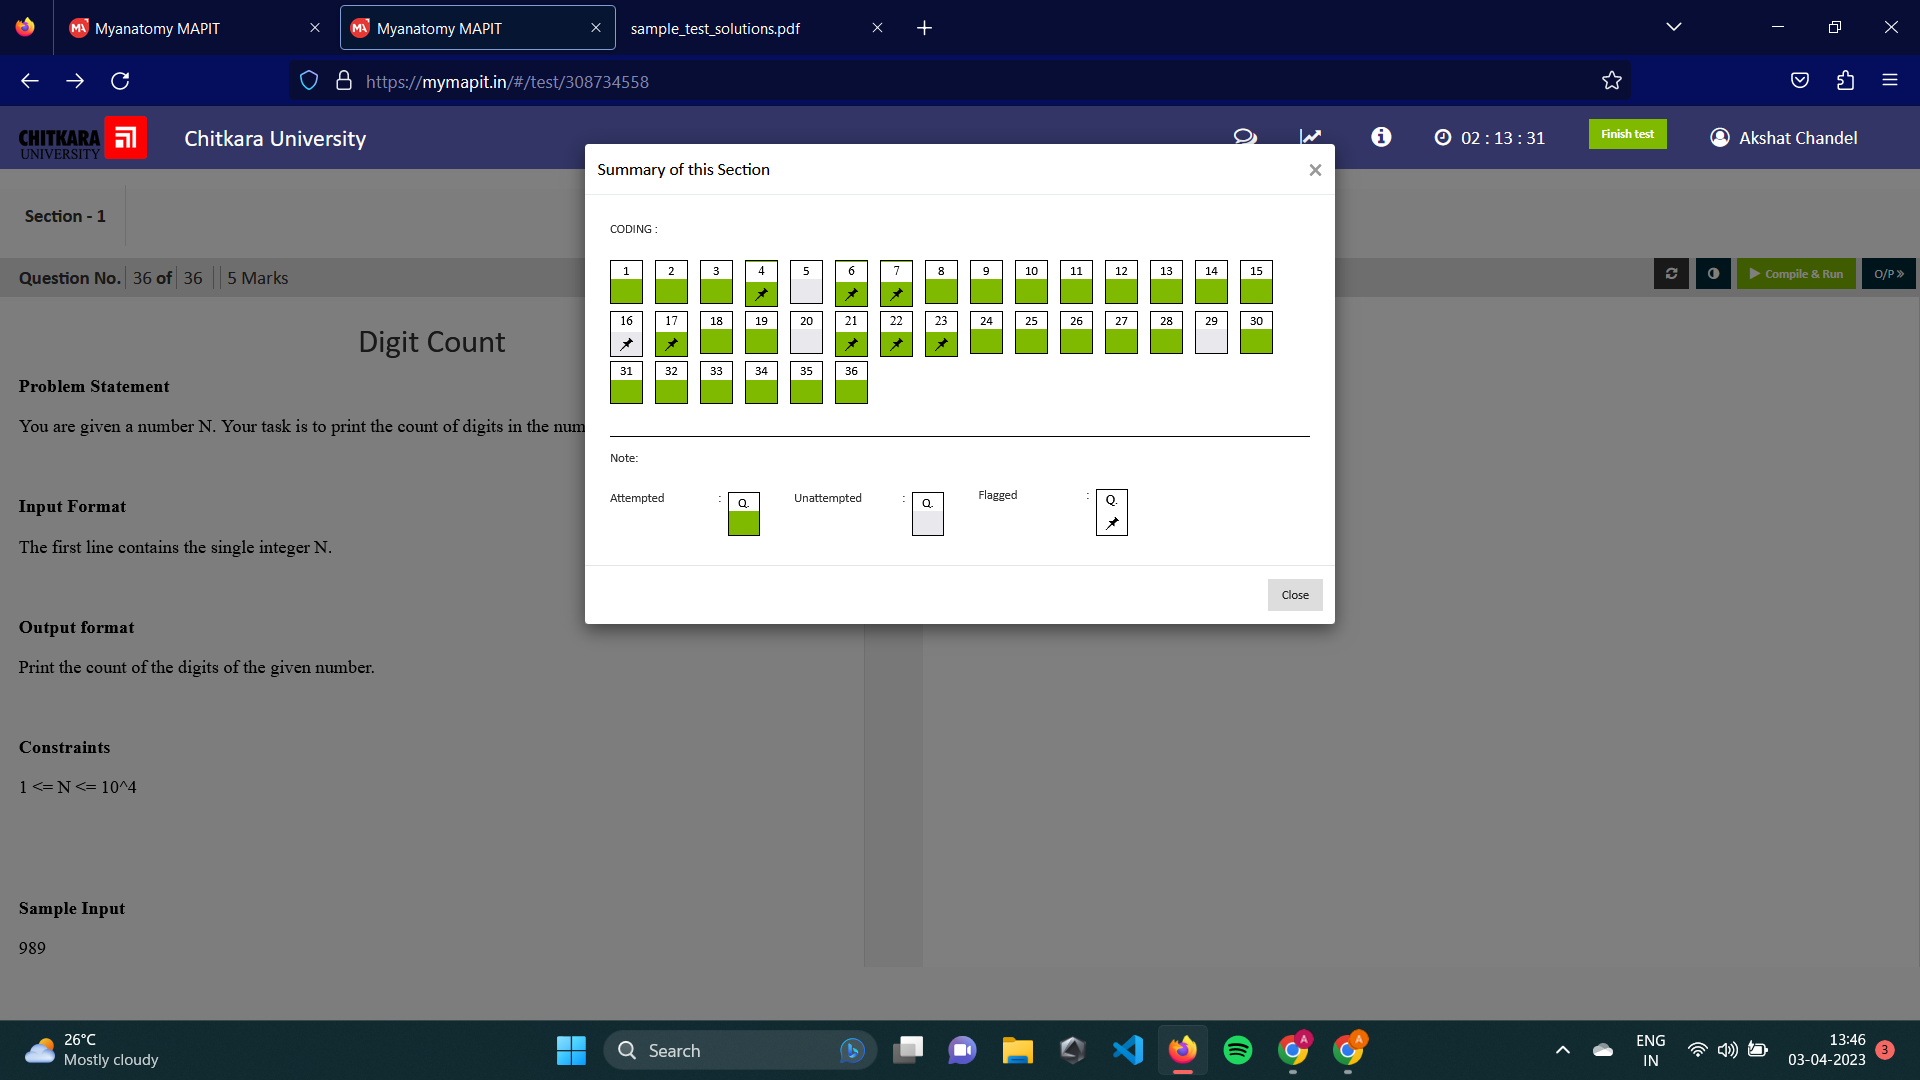 Myanatomy MAPIT
Myanatomy MAPIT
sample_test_solutions.pdf
https://mymapit.in/#/test/308734558
CHITKARA
UNIVERSITY
Chitkara University
02 : 13 : 31
Finish test
Akshat Chandel
Section - 1
Question No. 36 of 36 5 Marks
Compile & Run
O/P »
Digit Count
Problem Statement
You are given a number N. Your task is to print the count of digits in the num
Input Format
The first line contains the single integer N.
Output format
Print the count of the digits of the given number.
Constraints
1 <= N <= 10^4
Sample Input
989
Summary of this Section
CODING :
1 2 3 4 5 6 7 8 9 10 11 12 13 14 15
16 17 18 19 20 21 22 23 24 25 26 27 28 29 30
31 32 33 34 35 36
Note:
Attempted : Q. Unattempted : Q. Flagged : Q.
Close
26°C
Mostly cloudy
Search
A
A
ENG
IN
13:46
03-04-2023
3